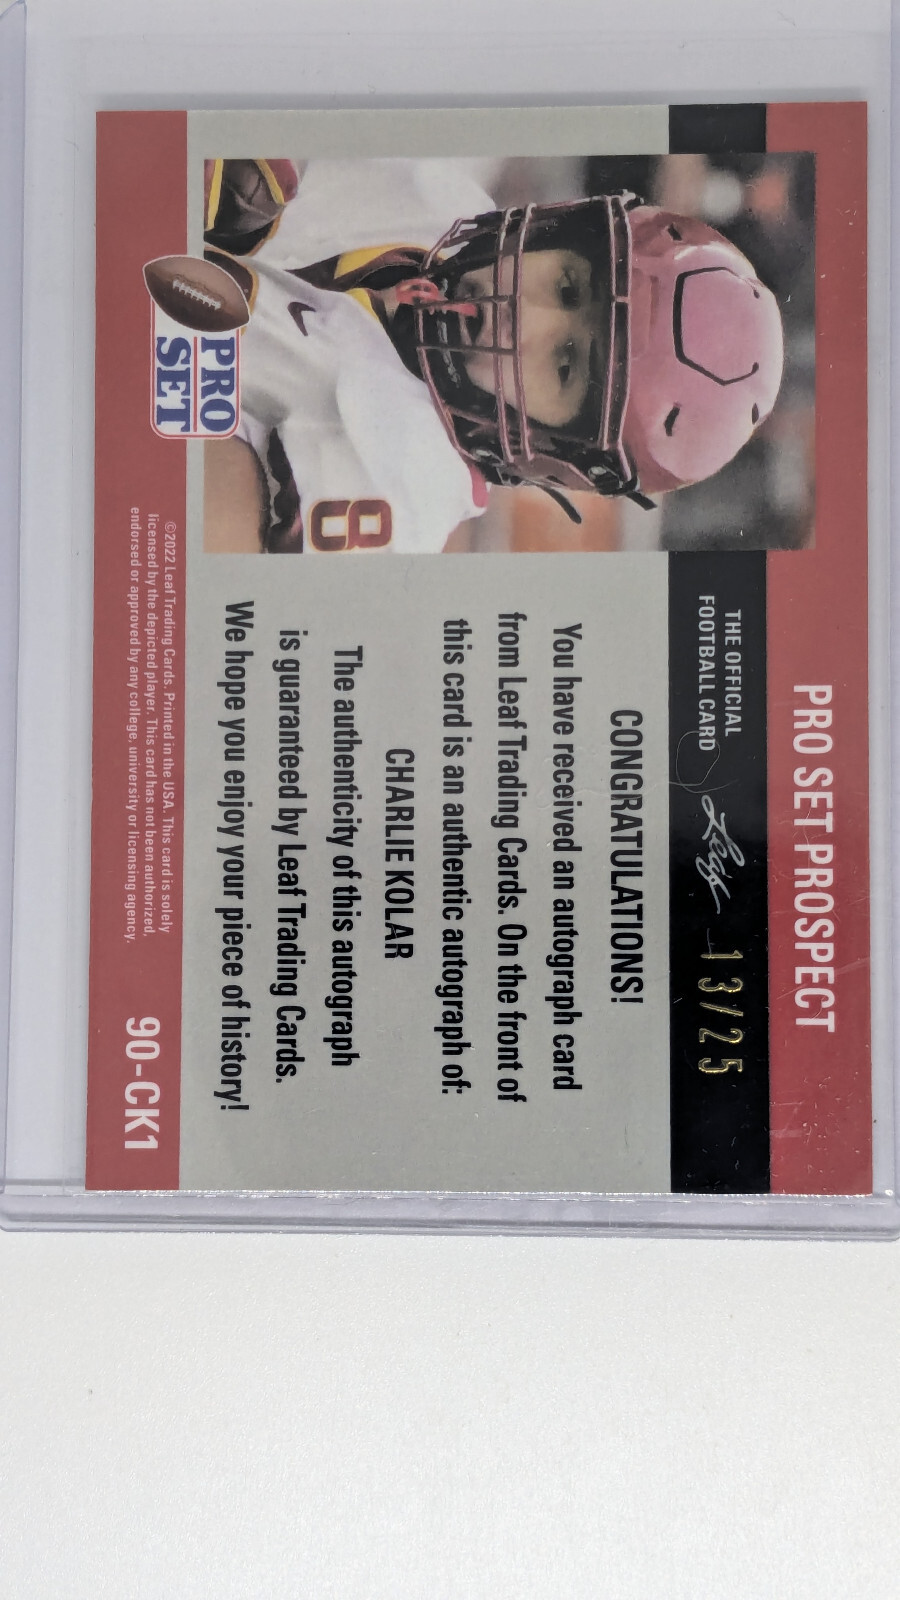 PRO SET PROSPECT
THE OFFICIAL
FOOTBALL CARD
Leaf
13/25
8
CONGRATULATIONS!
You have received an autograph card
from Leaf Trading Cards. On the front of
this card is an authentic autograph of:
CHARLIE KOLAR
The authenticity of this autograph
is guaranteed by Leaf Trading Cards.
We hope you enjoy your piece of history!
PRO
SET
©2022 Leaf Trading Cards. Printed in the USA. This card is solely
licensed by the depicted player. This card has not been authorized,
endorsed or approved by any college, university or licensing agency.
90-CK1